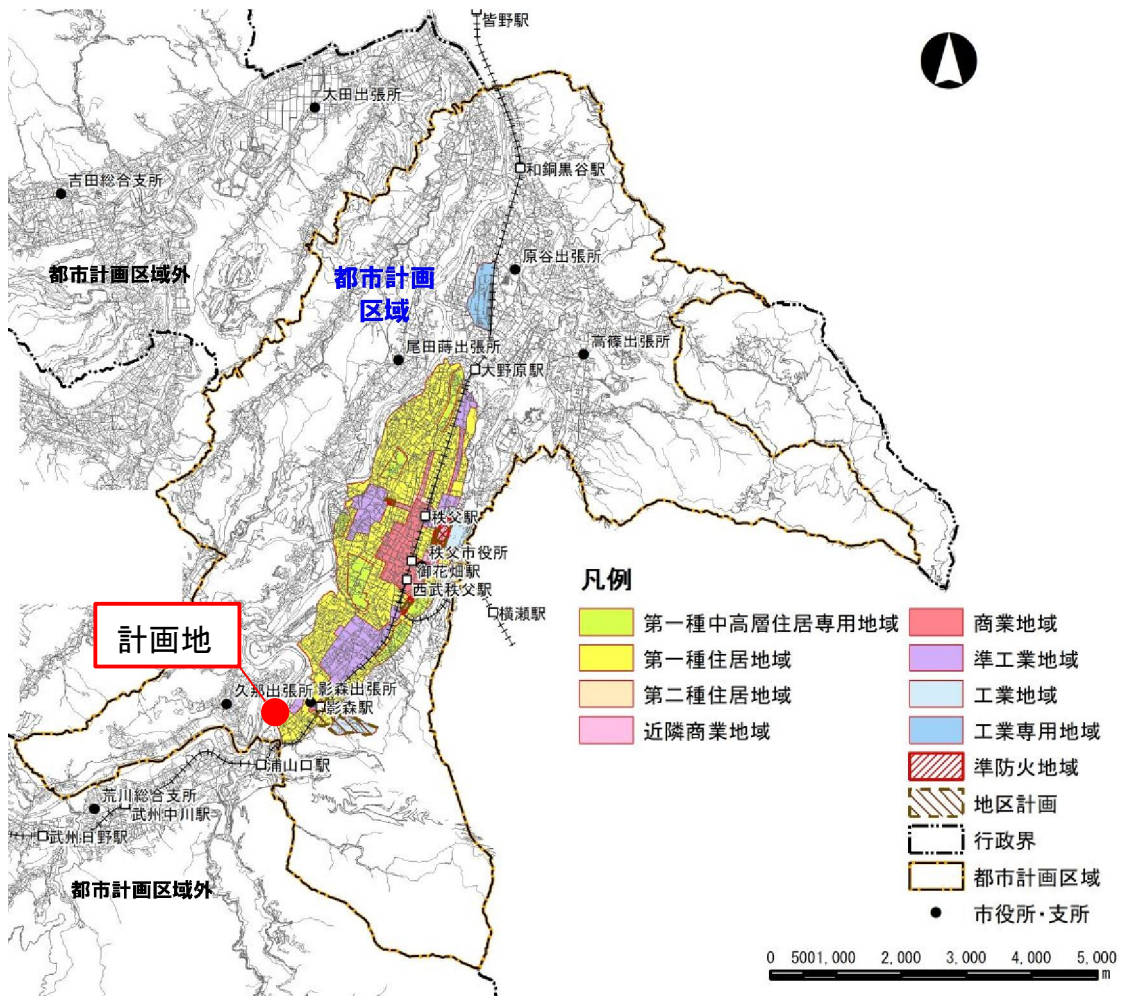 皆野駅
大田出張所
和銅黒谷駅
吉田総合支所
都市計画区域外
都市計画
区域
原谷出張所
尾田蒔出張所
高篠出張所
大野原駅
秩父駅
秩父市役所
御花畑駅
西武秩父駅
横瀬駅
計画地
久那出張所
影森出張所
影森駅
浦山口駅
荒川総合支所
武州中川駅
武州日野駅
都市計画区域外
凡例
第一種中高層住居専用地域
第一種住居地域
第二種住居地域
近隣商業地域
商業地域
準工業地域
工業地域
工業専用地域
準防火地域
地区計画
行政界
都市計画区域
市役所・支所
0 5001,000 2,000 3,000 4,000 5,000
m